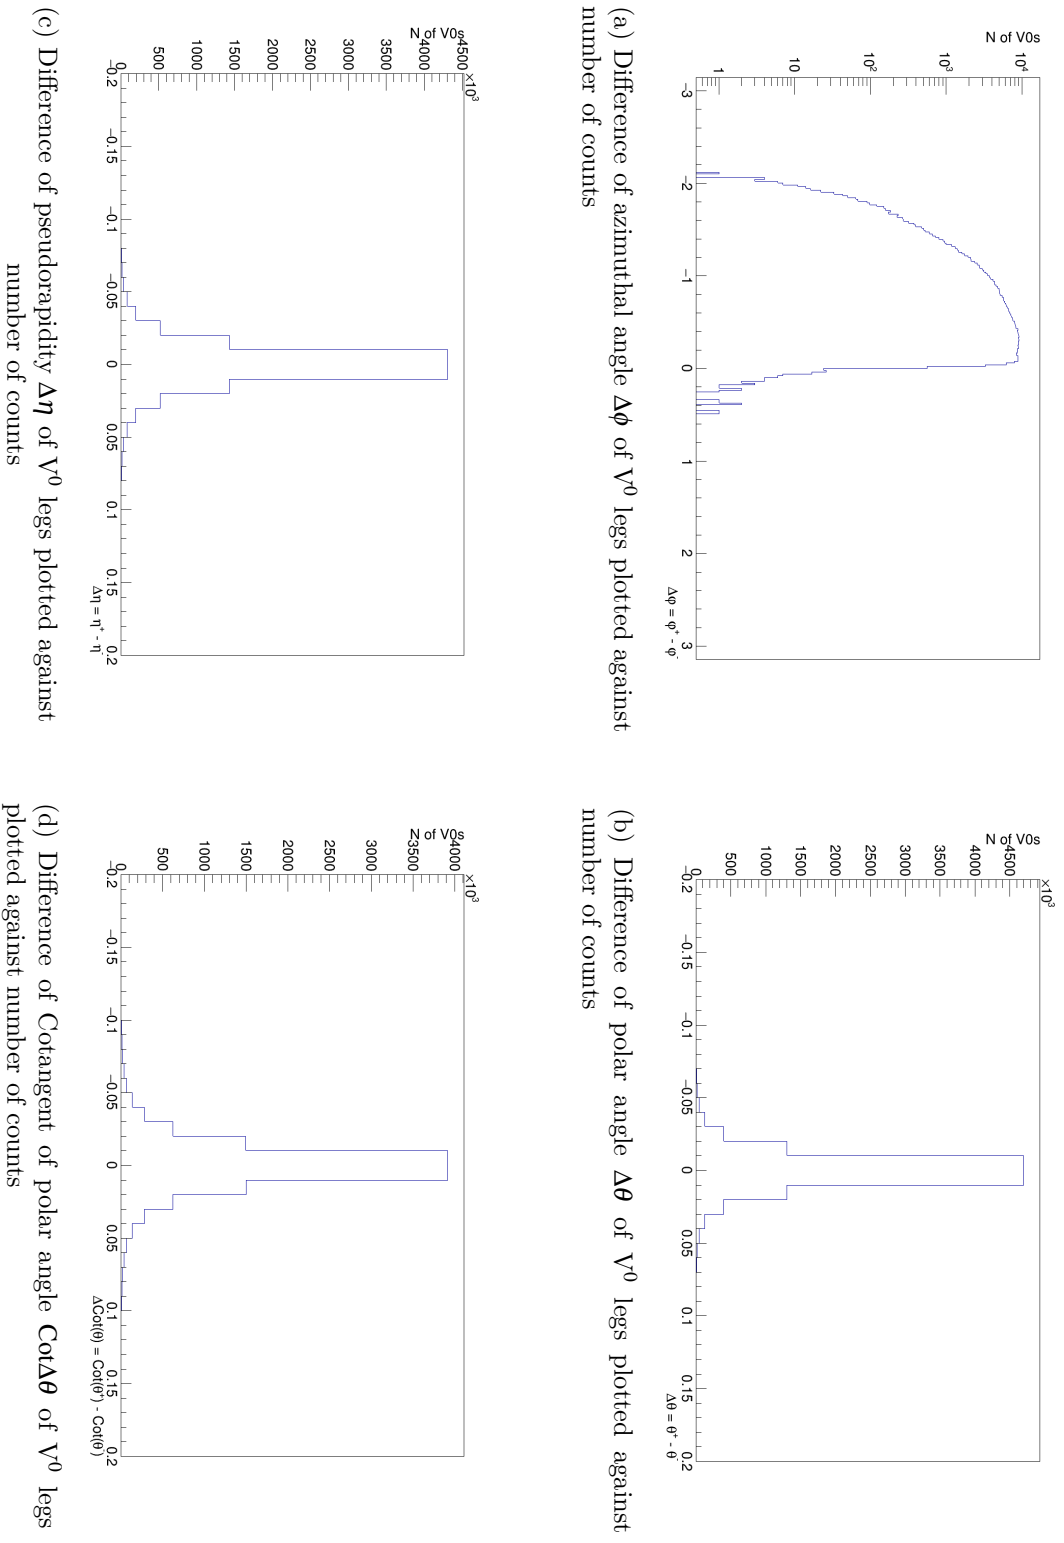 N of V0s
10⁴
10³
10²
10
1
−3 −2 −1 0 1 2 3
Δφ = φ⁺ - φ⁻
(a) Difference of azimuthal angle Δϕ of V⁰ legs plotted against
number of counts
×10³
N of V0s
4500
4000
3500
3000
2500
2000
1500
1000
500
0
−0.2 −0.15 −0.1 −0.05 0 0.05 0.1 0.15 0.2
Δθ = θ⁺ - θ⁻
(b) Difference of polar angle Δθ of V⁰ legs plotted against
number of counts
×10³
N of V0s
4500
4000
3500
3000
2500
2000
1500
1000
500
0
−0.2 −0.15 −0.1 −0.05 0 0.05 0.1 0.15 0.2
Δη = η⁺ - η⁻
(c) Difference of pseudorapidity Δη of V⁰ legs plotted against
number of counts
×10³
N of V0s
4000
3500
3000
2500
2000
1500
1000
500
0
−0.2 −0.15 −0.1 −0.05 0 0.05 0.1 0.15 0.2
ΔCot(θ) = Cot(θ⁺) - Cot(θ⁻)
(d) Difference of Cotangent of polar angle CotΔθ of V⁰ legs
plotted against number of counts